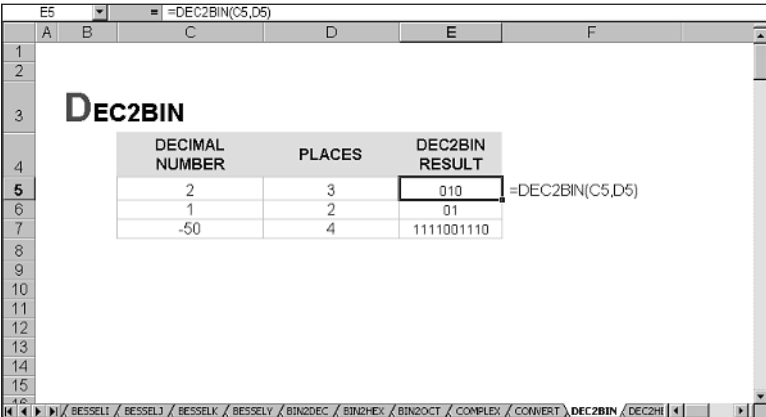 E5 = =DEC2BIN(C5,D5)
A B C D E F
1
2
3 DEC2BIN
4 DECIMAL NUMBER PLACES DEC2BIN RESULT
5 2 3 010 =DEC2BIN(C5,D5)
6 1 2 01
7 -50 4 1111001110
8
9
10
11
12
13
14
15
16
BESSELI BESSELJ BESSELK BESSELY BIN2DEC BIN2HEX BIN2OCT COMPLEX CONVERT DEC2BIN DEC2HE